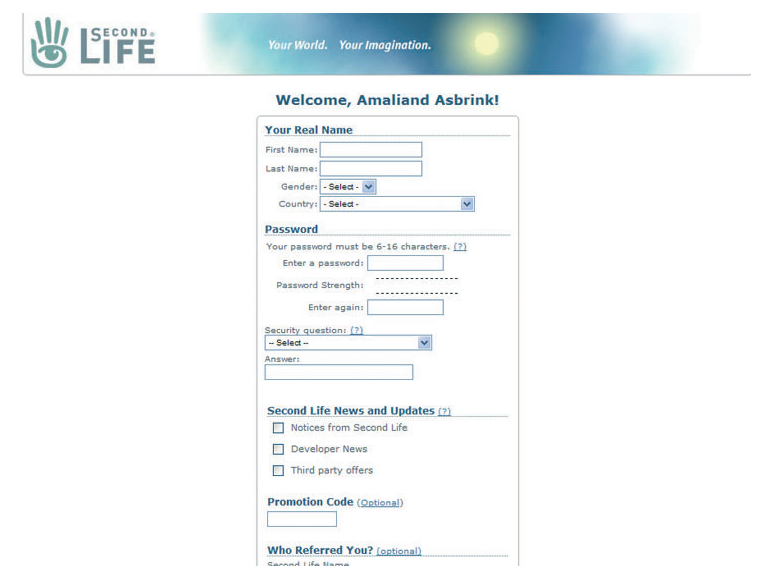 SECOND
LIFE
Your World. Your Imagination.
Welcome, Amaliand Asbrink!
Your Real Name
First Name:
Last Name:
Gender: - Select -
Country: - Select -
Password
Your password must be 6-16 characters. (?)
Enter a password:
Password Strength:
Enter again:
Security question: (?)
-- Select --
Answer:
Second Life News and Updates (?)
Notices from Second Life
Developer News
Third party offers
Promotion Code (Optional)
Who Referred You? (optional)
Second Life Name